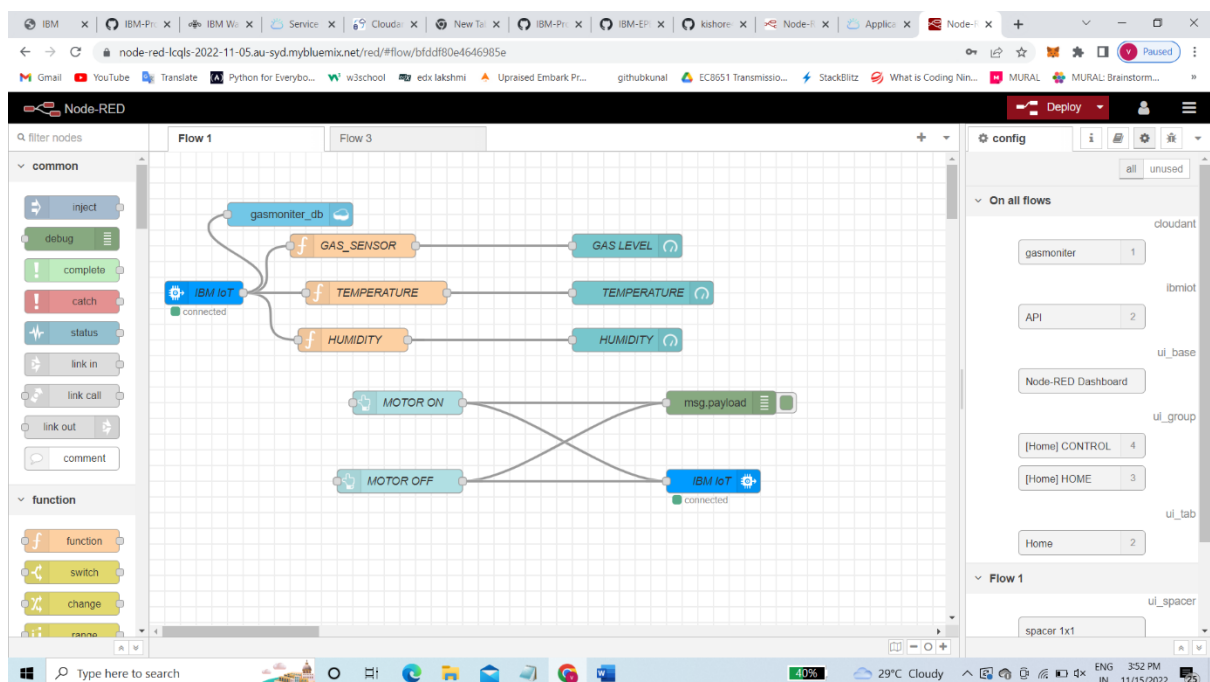 IBM IBM-Pro IBM Wa Service Cloudan New Tab IBM-Pro IBM-EP kishore Node-R Applica Node-R
node-red-lcqls-2022-11-05.au-syd.mybluemix.net/red/#flow/bfddf80e4646985e
V Paused
Gmail YouTube Translate Python for Everybo... w3school edx lakshmi Upraised Embark Pr... githubkunal EC8651 Transmissio... StackBlitz What is Coding Nin... MURAL MURAL: Brainstorm... »
Node-RED Deploy
filter nodes Flow 1 Flow 3 config
common
all unused
inject
debug
complete
catch
status
link in
link call
link out
comment
function
function
switch
change
range
gasmoniter_db
GAS_SENSOR GAS LEVEL
IBM IoT TEMPERATURE TEMPERATURE
connected
HUMIDITY HUMIDITY
MOTOR ON msg.payload
MOTOR OFF IBM IoT
connected
On all flows
cloudant
gasmoniter 1
ibmiot
API 2
ui_base
Node-RED Dashboard
ui_group
[Home] CONTROL 4
[Home] HOME 3
ui_tab
Home 2
Flow 1
ui_spacer
spacer 1x1
Type here to search
40% 29°C Cloudy ENG 3:52 PM
IN 11/15/2022 25